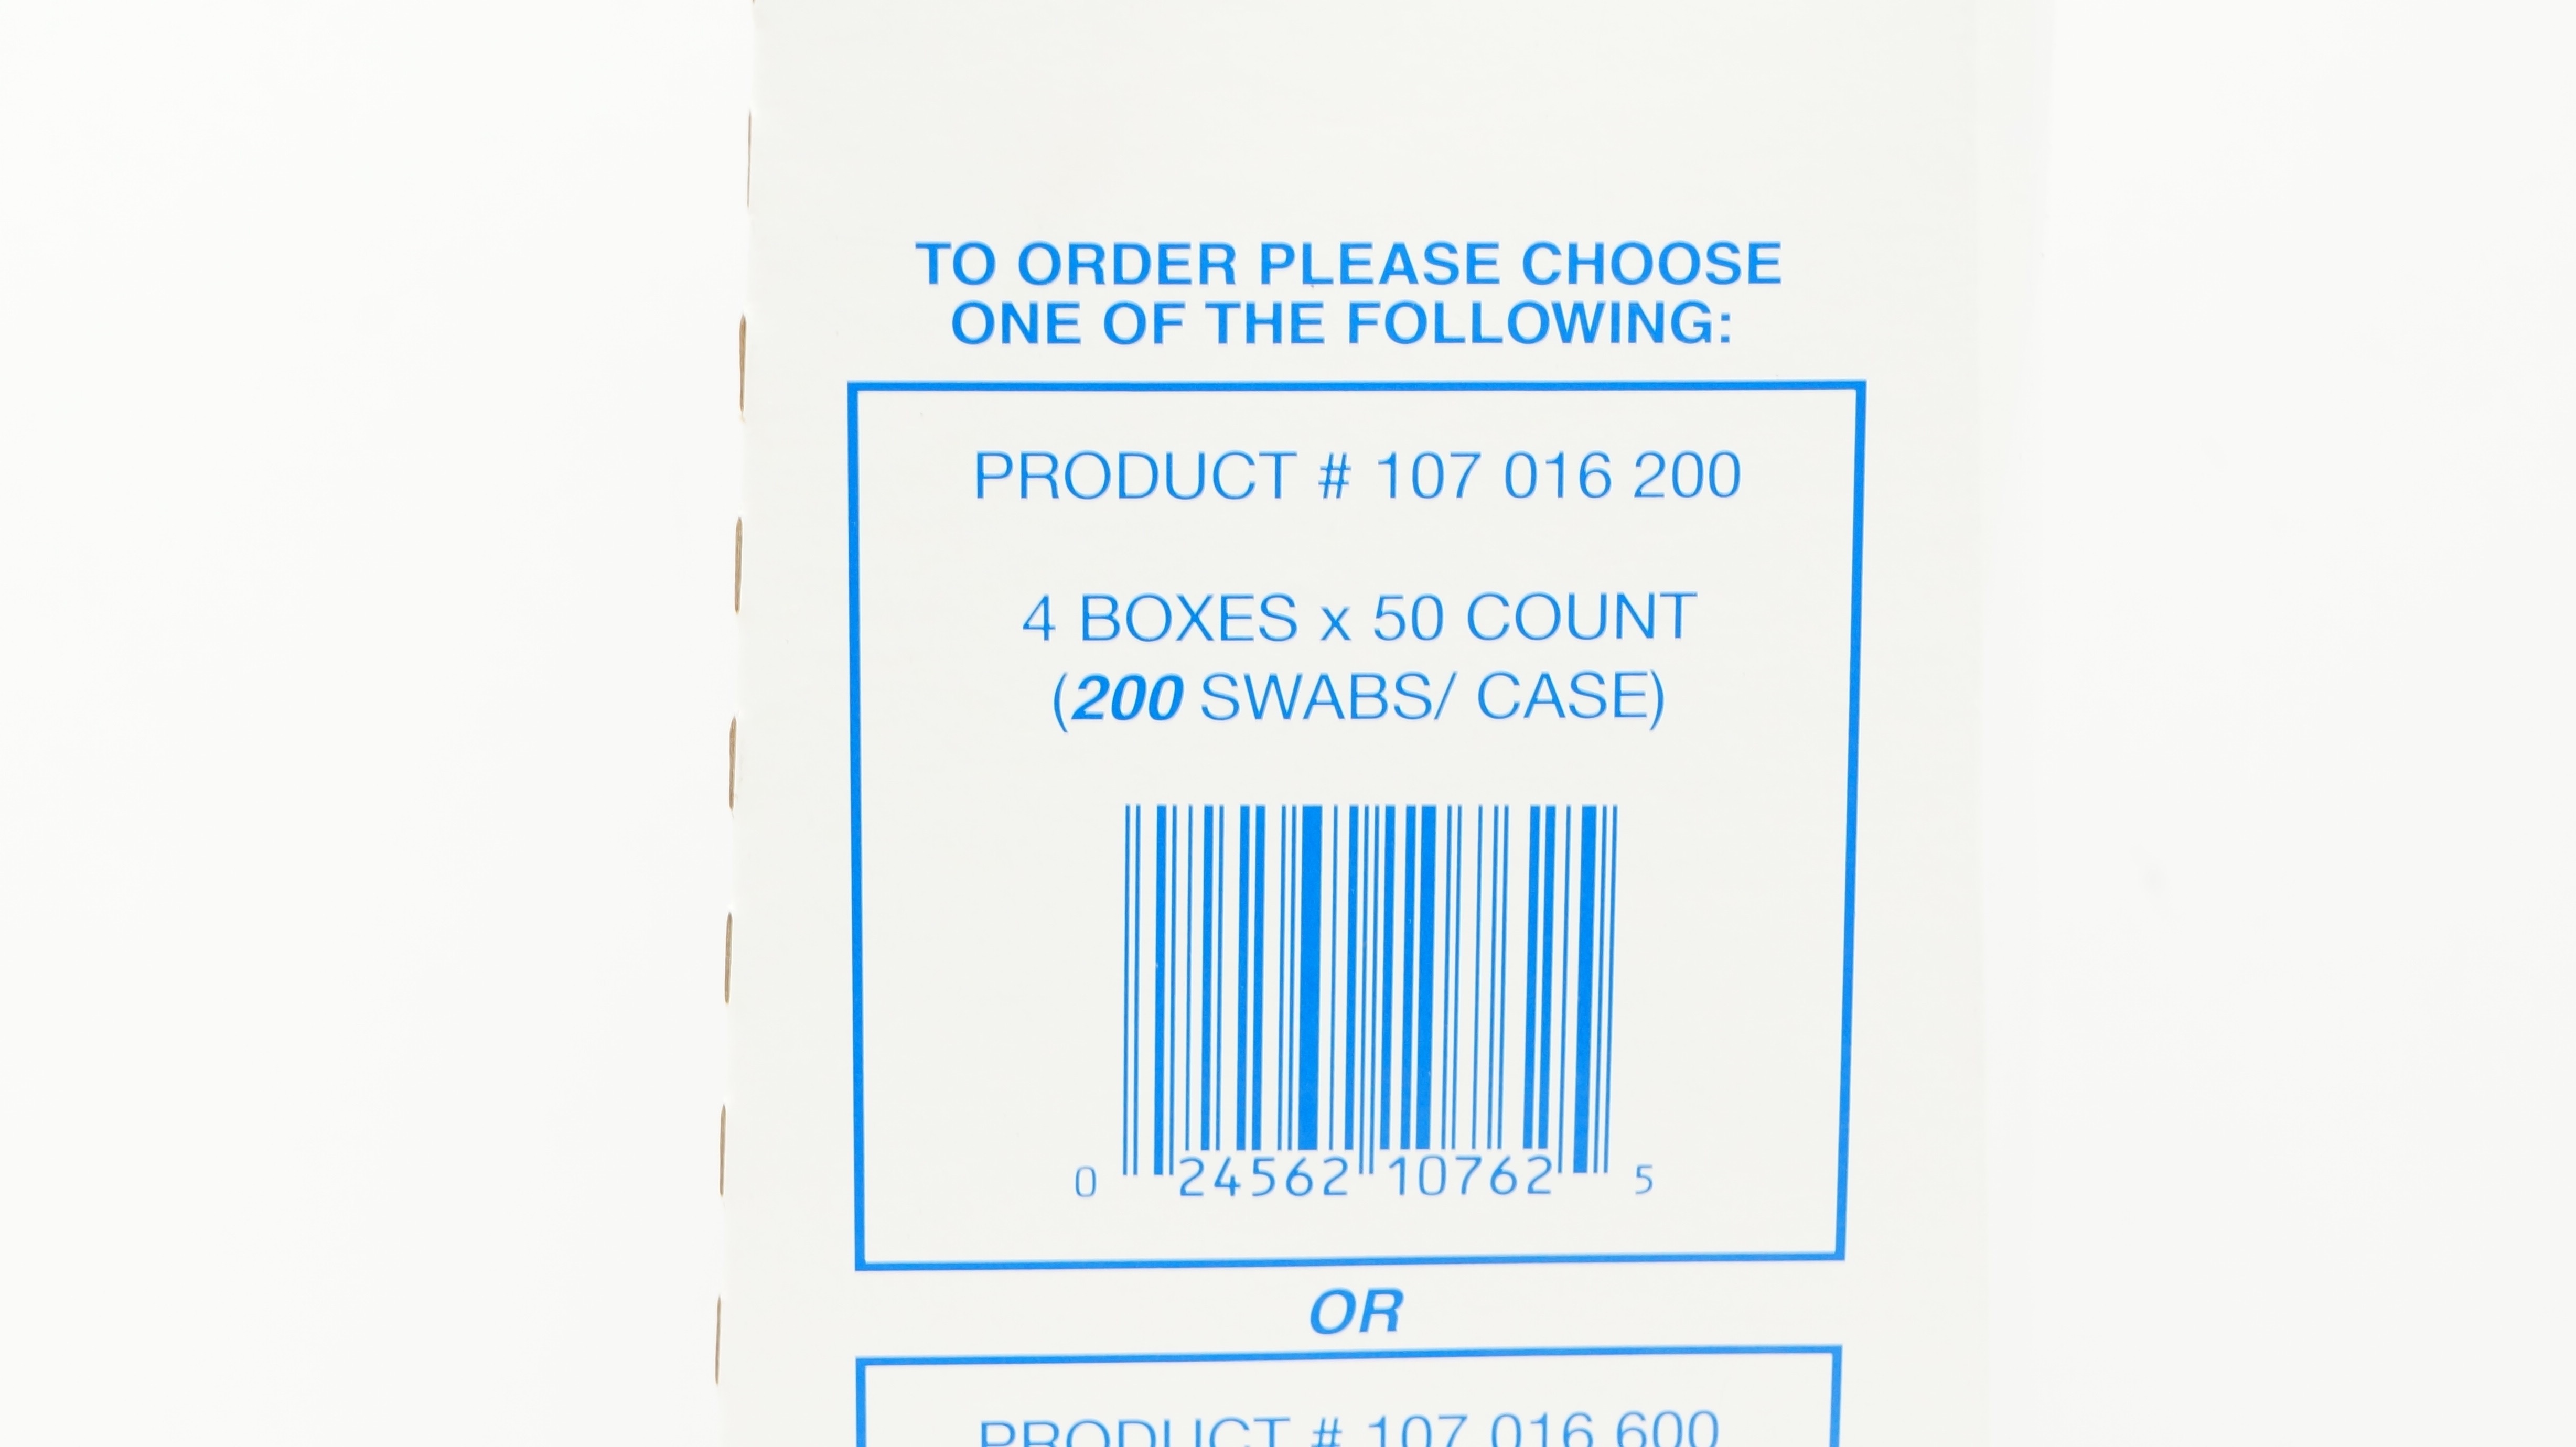 TO ORDER PLEASE CHOOSE
ONE OF THE FOLLOWING:
PRODUCT # 107 016 200
4 BOXES x 50 COUNT
(200 SWABS/ CASE)
0 24562 10762 5
OR
PRODUCT # 107 016 600